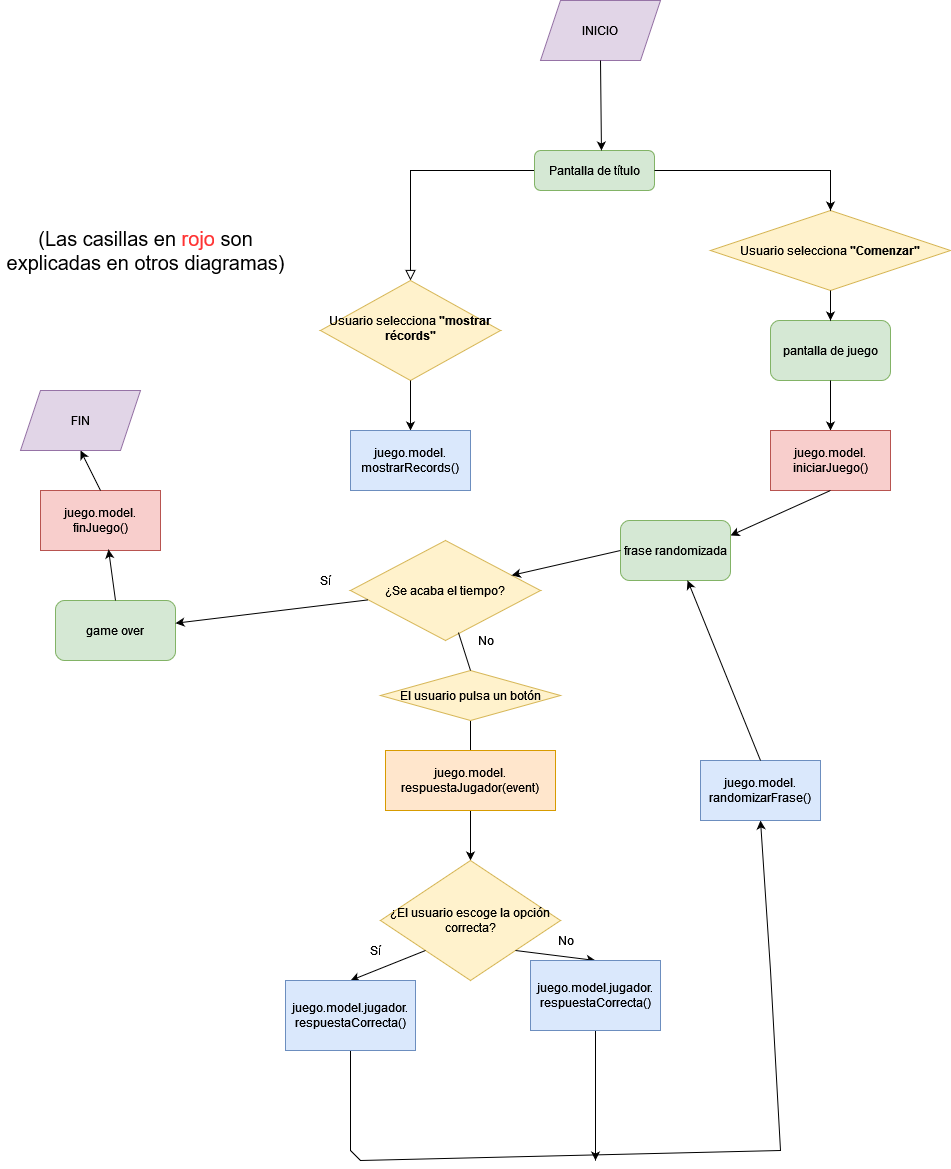 INICIO
Pantalla de título
(Las casillas en rojo son
explicadas en otros diagramas)
Usuario selecciona "Comenzar"
Usuario selecciona "mostrar
récords"
pantalla de juego
FIN
juego.model.
mostrarRecords()
juego.model.
iniciarJuego()
juego.model.
finJuego()
frase randomizada
Sí
¿Se acaba el tiempo?
game over
No
El usuario pulsa un botón
juego.model.
respuestaJugador(event)
juego.model.
randomizarFrase()
¿El usuario escoge la opción
correcta?
Sí
No
juego.model.jugador.
respuestaCorrecta()
juego.model.jugador.
respuestaCorrecta()